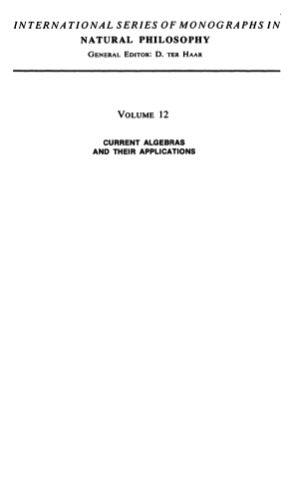 INTERNATIONAL SERIES OF MONOGRAPHS IN
NATURAL PHILOSOPHY
GENERAL EDITOR: D. TER HAAR
VOLUME 12
CURRENT ALGEBRAS
AND THEIR APPLICATIONS